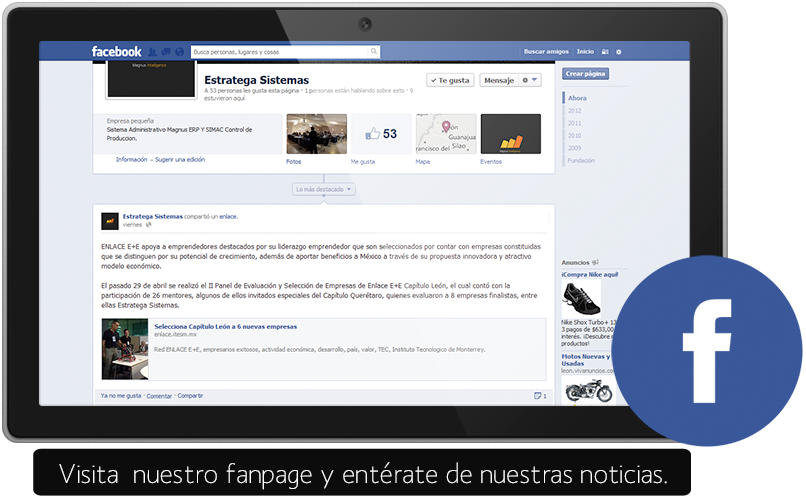 facebook
Busca personas, lugares y cosas
Buscar amigos Inicio
Magnus Inteligence
Estratega Sistemas
A 53 personas les gusta esta página · 1 personas están hablando sobre esto · 9
estuvieron aquí
Te gusta
Mensaje
Crear página
Ahora
2012
2011
2010
2009
Fundación
Empresa pequeña
Sistema Administrativo Magnus ERP Y SIMAC Control de
Produccion.
Información – Sugerir una edición
Fotos
53
Me gusta
León
Guanajua
Silao
rancisco del
Mapa
Eventos
Lo más destacado
Estratega Sistemas compartió un enlace.
viernes
ENLACE E+E apoya a emprendedores destacados por su liderazgo emprendedor que son seleccionados por contar con empresas constituidas
que se distinguen por su potencial de crecimiento, además de aportar beneficios a México a través de su propuesta innovadora y atractivo
modelo económico.
El pasado 29 de abril se realizó el II Panel de Evaluación y Selección de Empresas de Enlace E+E Capítulo León, el cual contó con la
participación de 26 mentores, algunos de ellos invitados especiales del Capítulo Querétaro, quienes evaluaron a 8 empresas finalistas, entre
ellas Estratega Sistemas.
Selecciona Capítulo León a 6 nuevas empresas
enlace.itesm.mx
Red ENLACE E+E, empresarios exitosos, actividad económica, desarrollo, país, valor, TEC, Instituto Tecnologico de Monterrey.
Ya no me gusta · Comentar · Compartir
1
Anuncios
¡Compra Nike aquí!
Nike Shox Turbo+ 1
3 pagos de $633,00
interés. ¡Descubre
productos!
Motos Nuevas y
Usadas
leon.vivanuncios.co
f
Visita nuestro fanpage y entérate de nuestras noticias.